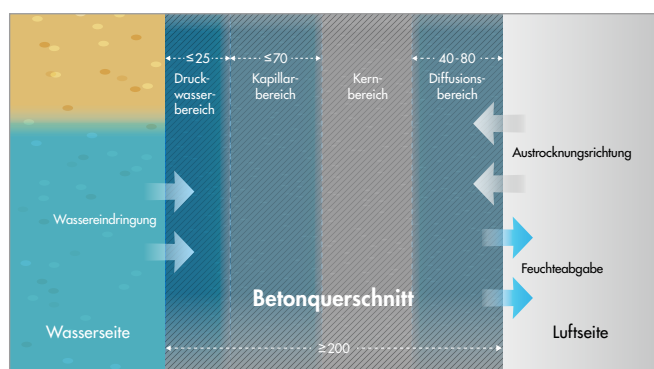 ≤25
≤70
40-80
Druck-
wasser-
bereich
Kapillar-
bereich
Kern-
bereich
Diffusions-
bereich
Austrocknungsrichtung
Wassereindringung
Feuchteabgabe
Betonquerschnitt
Wasserseite
Luftseite
≥200